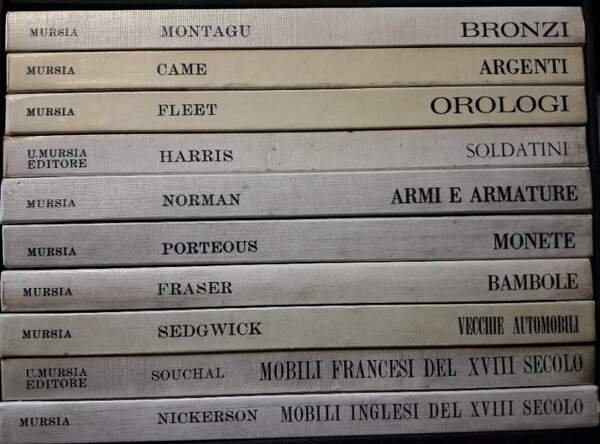 MURSIA MONTAGU BRONZI
MURSIA CAME ARGENTI
MURSIA FLEET OROLOGI
U. MURSIA EDITORE HARRIS SOLDATINI
MURSIA NORMAN ARMI E ARMATURE
MURSIA PORTEOUS MONETE
MURSIA FRASER BAMBOLE
MURSIA SEDGWICK VECCHIE AUTOMOBILI
U. MURSIA EDITORE SOUCHAL MOBILI FRANCESI DEL XVIII SECOLO
MURSIA NICKERSON MOBILI INGLESI DEL XVIII SECOLO